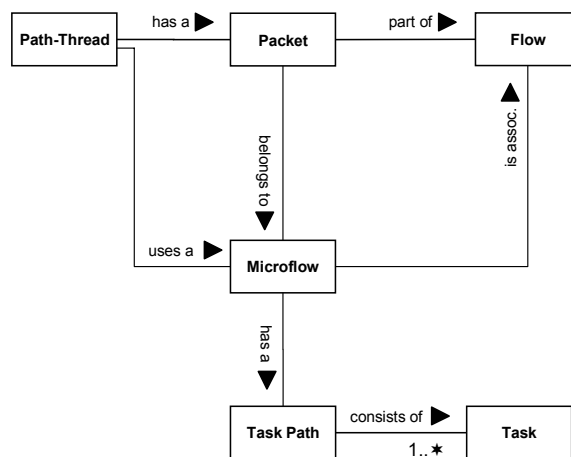 has a
part of
Path-Thread
Packet
Flow
is assoc.
belongs to
uses a
Microflow
has a
consists of
Task Path
Task
1..*